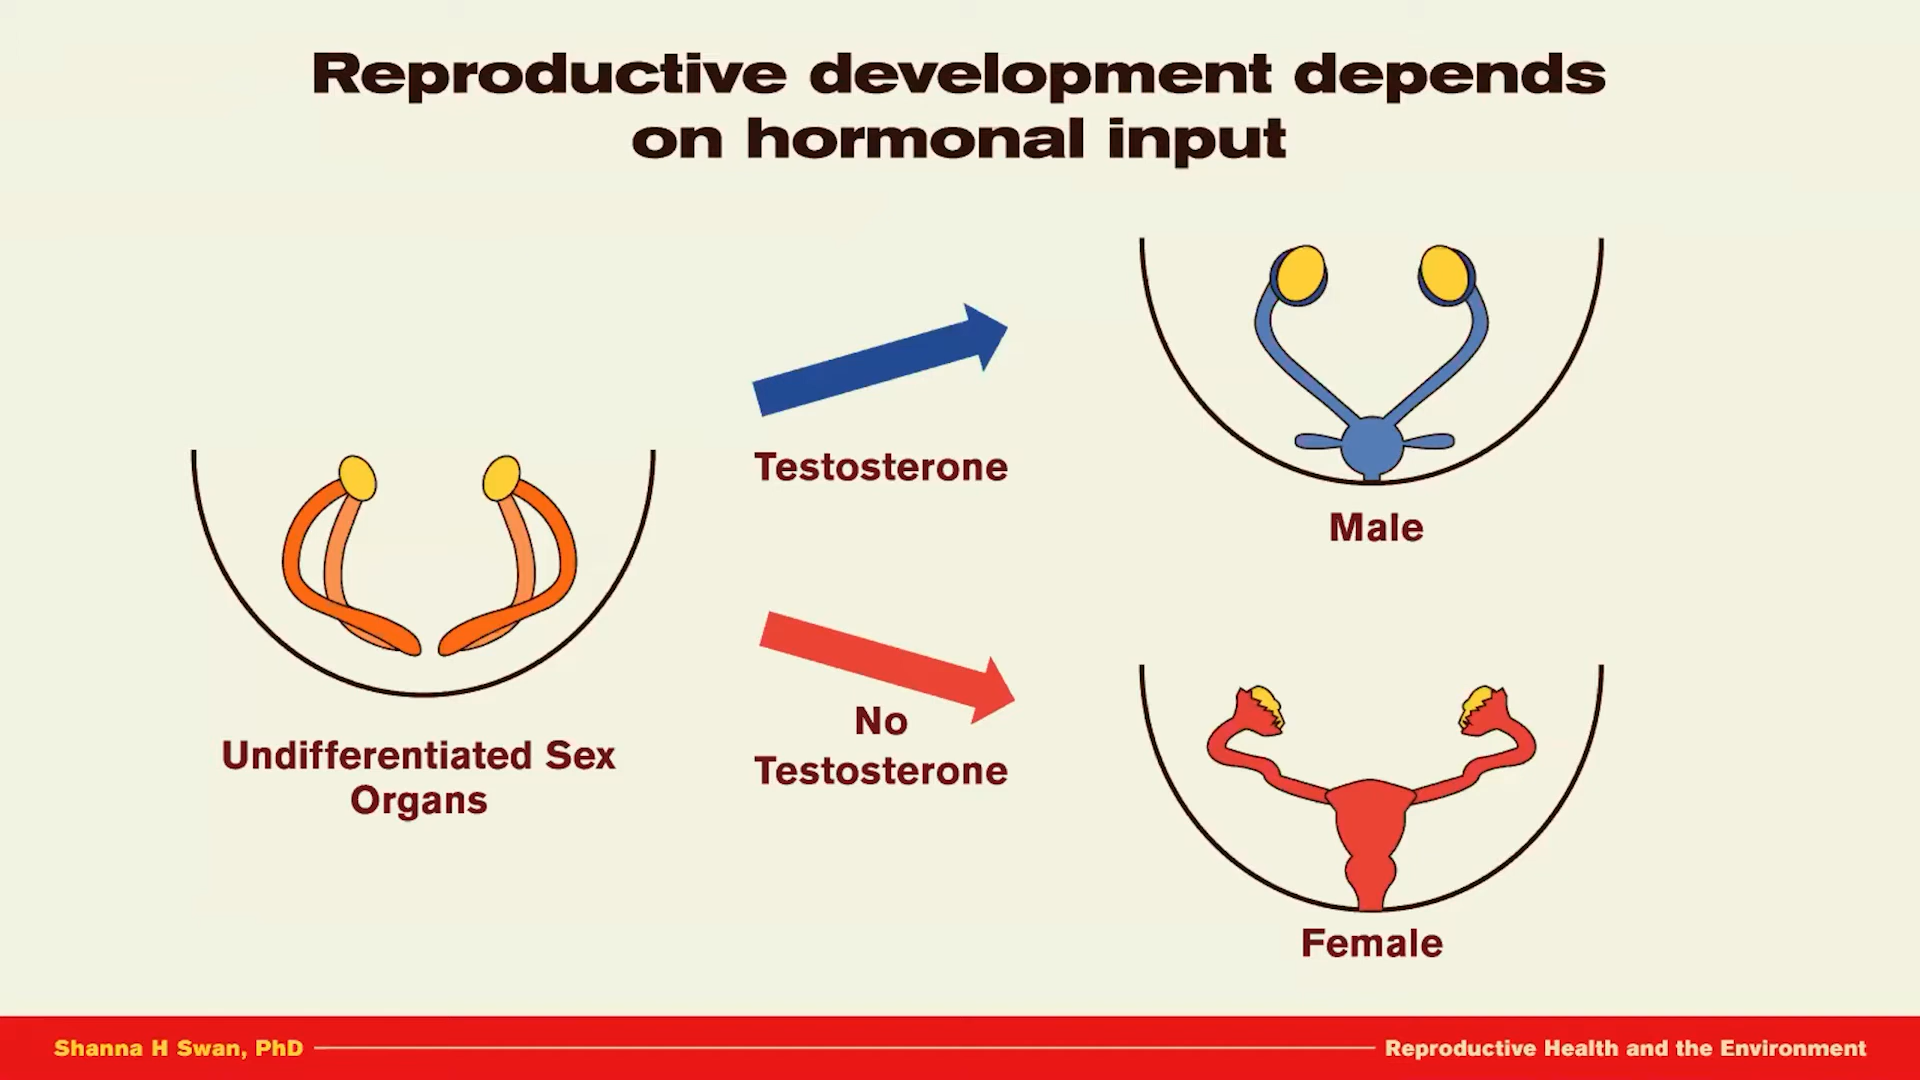 Reproductive development depends
on hormonal input
Testosterone
Male
Undifferentiated Sex
Organs
No
Testosterone
Female
Shanna H Swan, PhD
Reproductive Health and the Environment